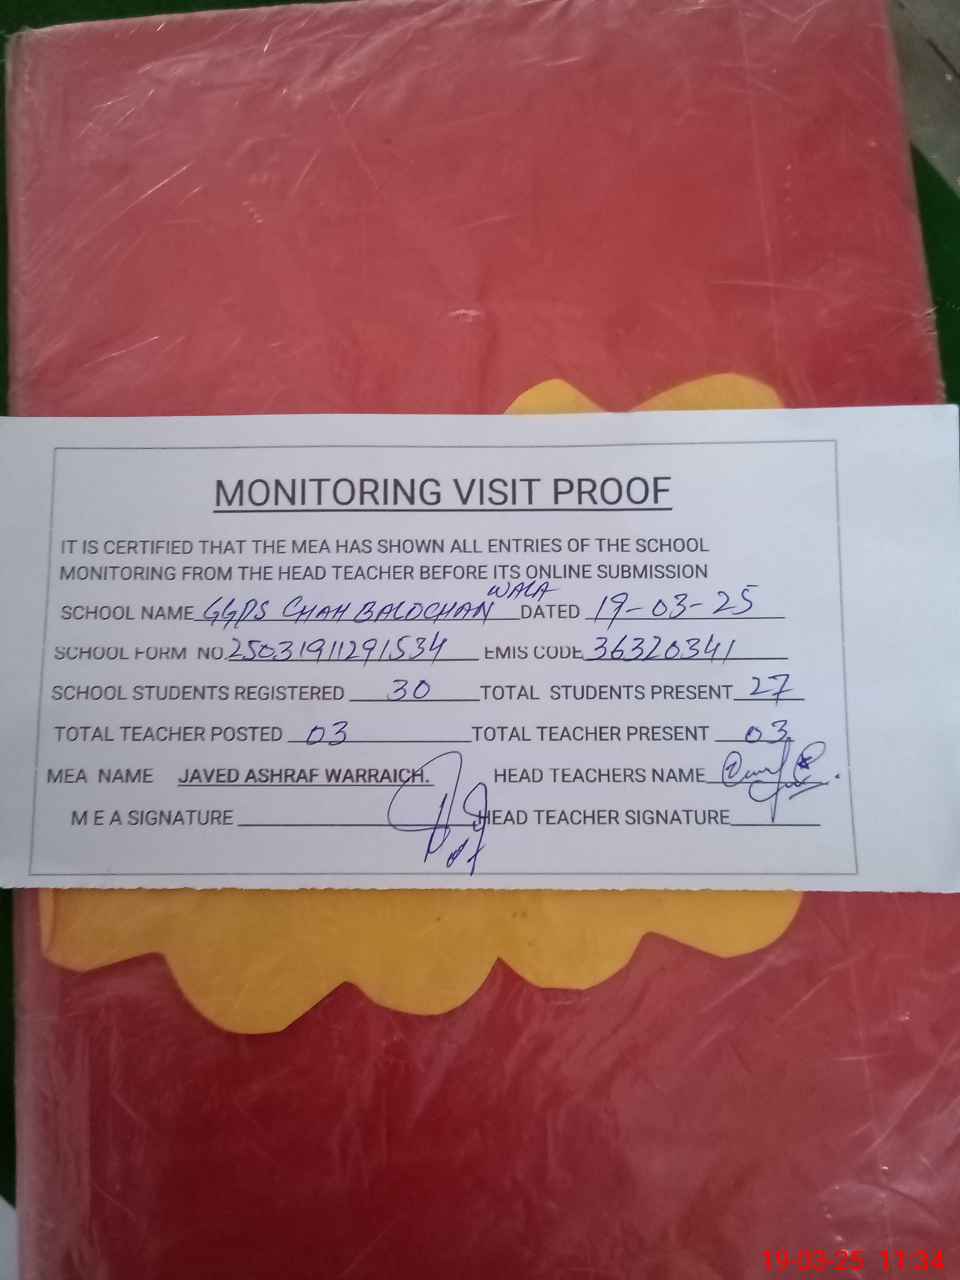 MONITORING VISIT PROOF
IT IS CERTIFIED THAT THE MEA HAS SHOWN ALL ENTRIES OF THE SCHOOL
MONITORING FROM THE HEAD TEACHER BEFORE ITS ONLINE SUBMISSION
SCHOOL NAME GGPS CHAH BALOCHAN WALA DATED 19-03-25
SCHOOL FORM NO. 25031911291534 EMIS CODE 36320341
SCHOOL STUDENTS REGISTERED 30 TOTAL STUDENTS PRESENT 27
TOTAL TEACHER POSTED 03 TOTAL TEACHER PRESENT 03
MEA NAME JAVED ASHRAF WARRAICH. HEAD TEACHERS NAME
M E A SIGNATURE HEAD TEACHER SIGNATURE
19-03-25 11:34